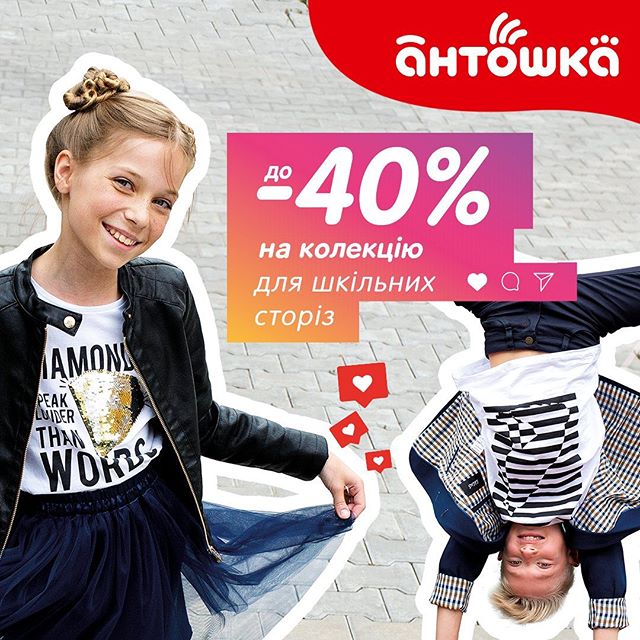 антошка
до
-40%
на колекцію
для шкільних
сторіз
DIAMONDS
SPEAK
LOUDER
THAN
WORDS